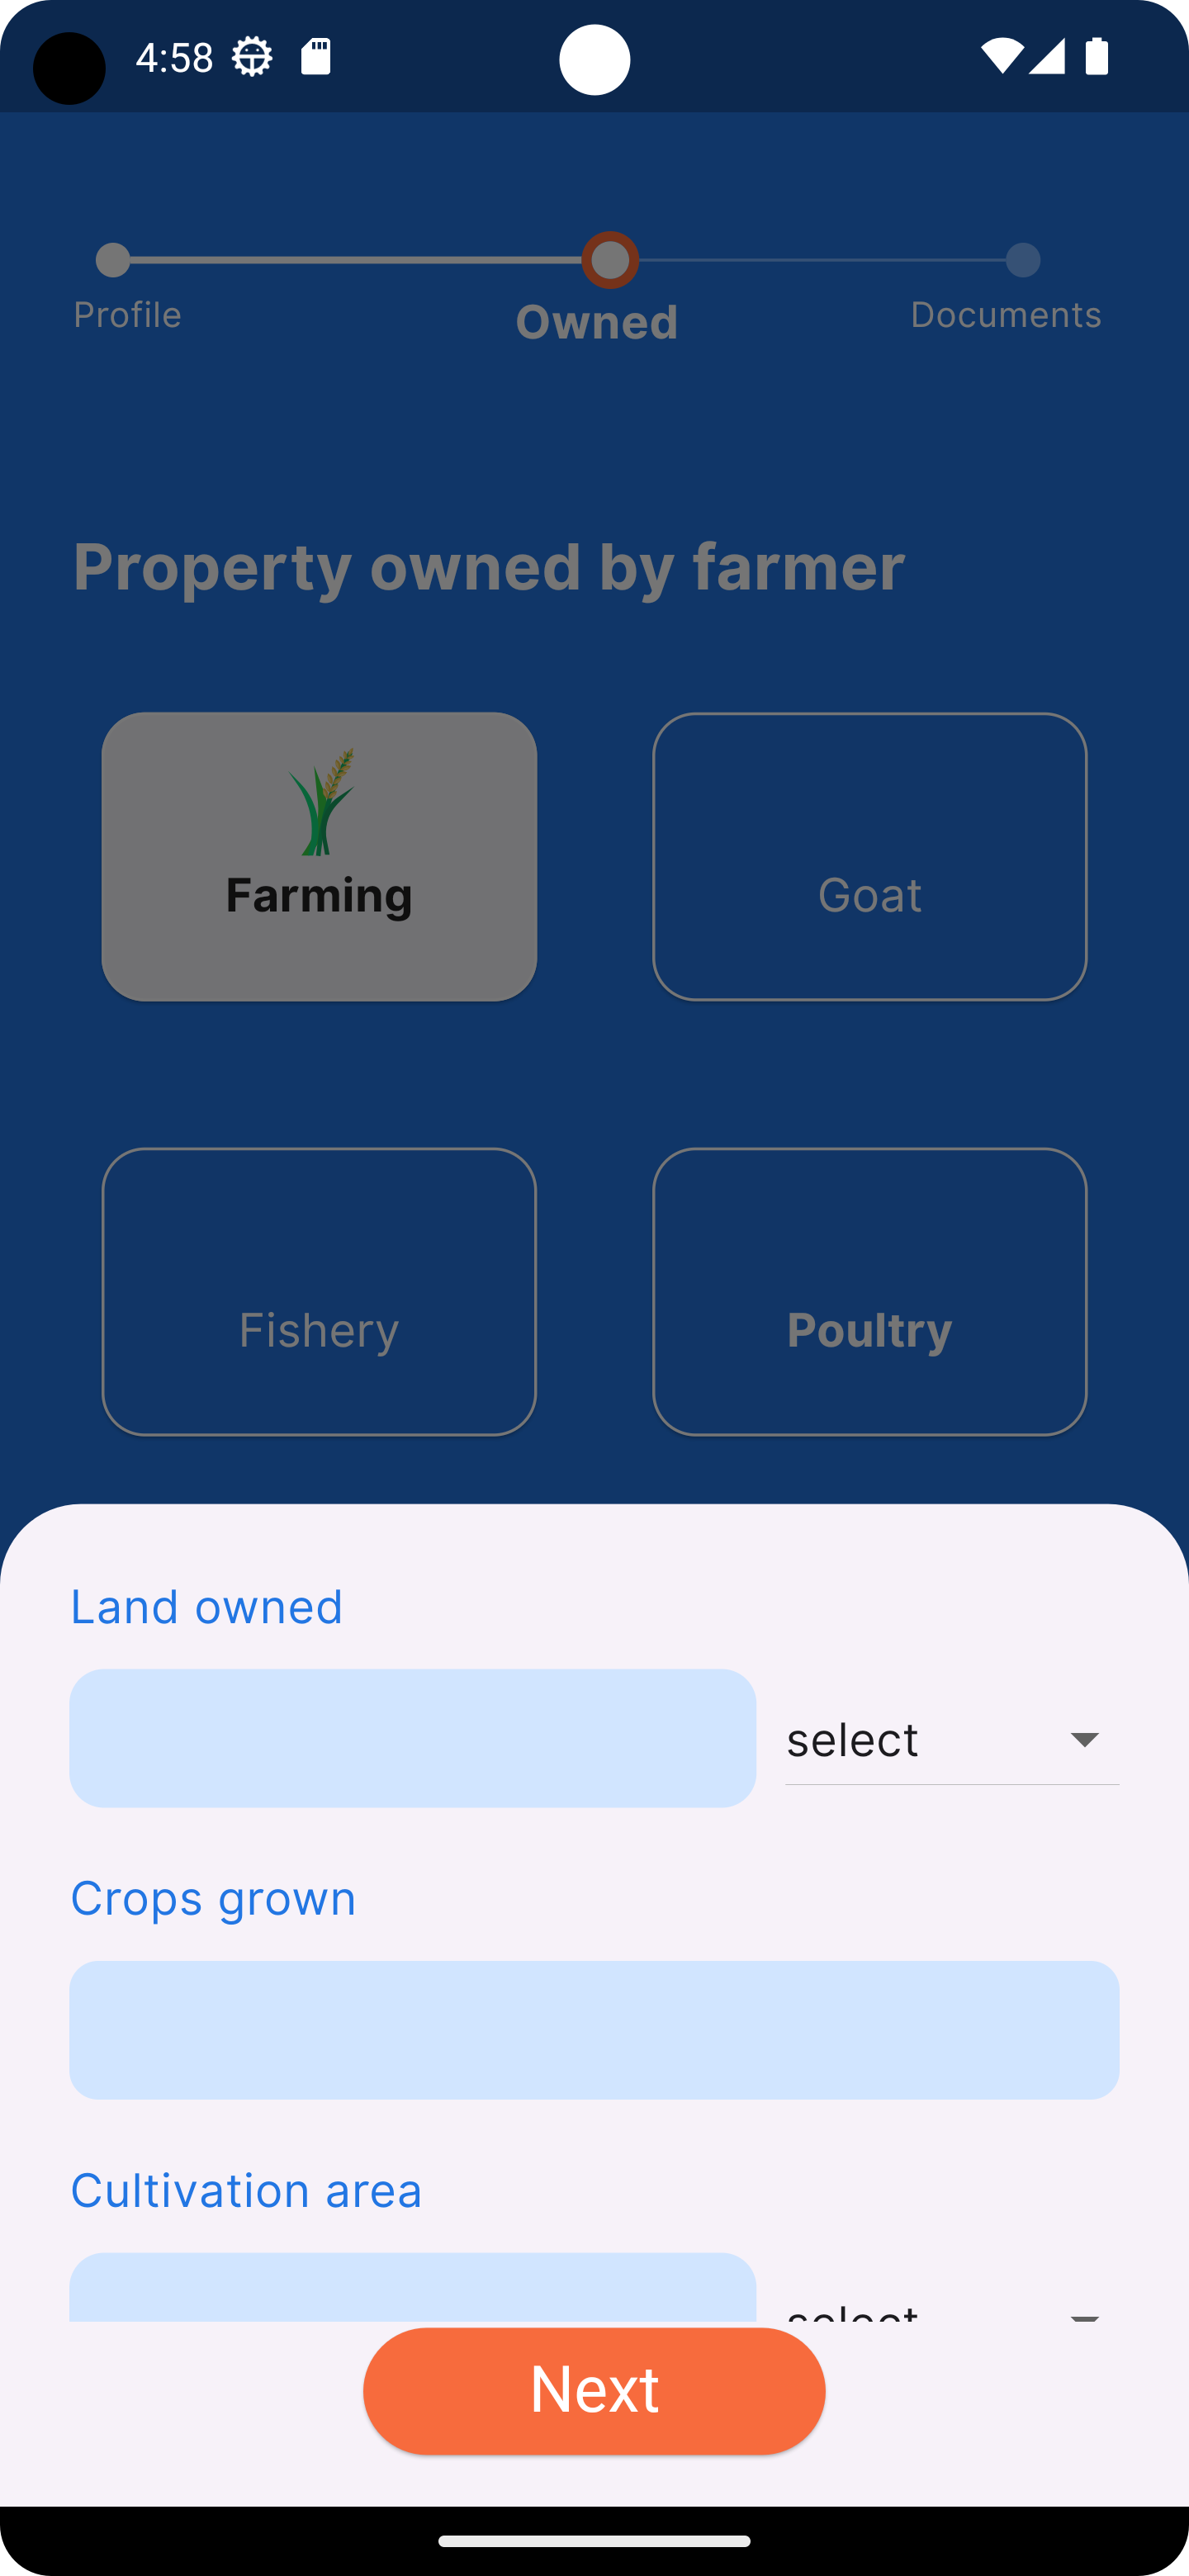 4:58
Profile
Owned
Documents
Property owned by farmer
Farming
Goat
Fishery
Poultry
Land owned
select
Crops grown
Cultivation area
select
Next